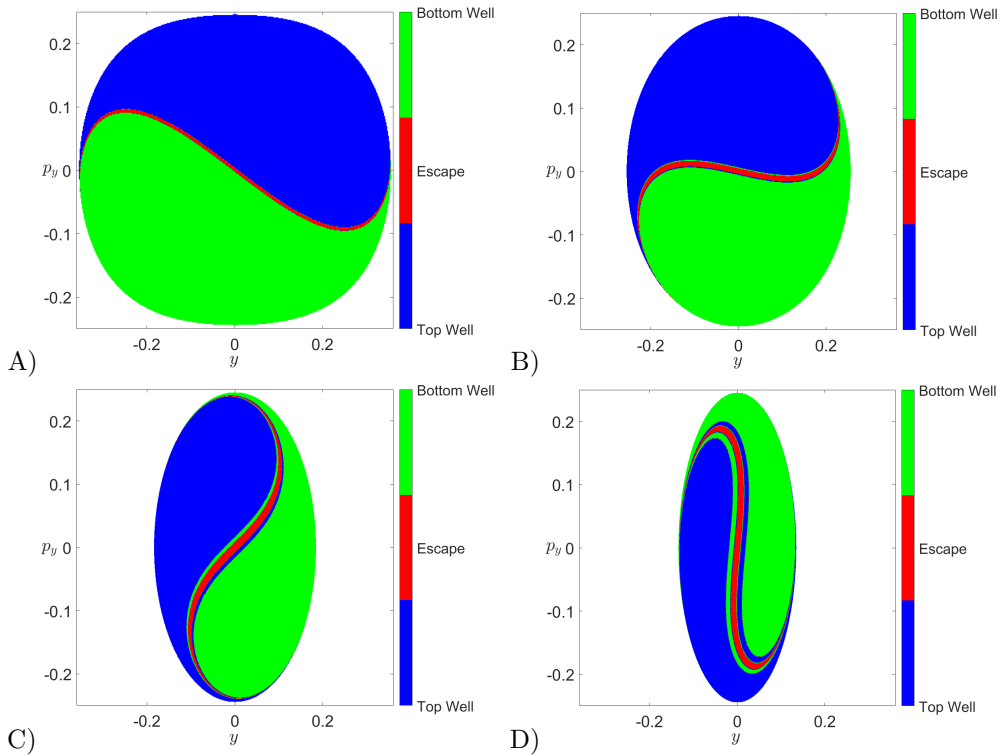 Bottom Well
0.2
0.1
p_y 0
Escape
-0.1
-0.2
Top Well
-0.2 0 0.2
y
A)
Bottom Well
0.2
0.1
p_y 0
Escape
-0.1
-0.2
Top Well
-0.2 0 0.2
y
B)
Bottom Well
0.2
0.1
p_y 0
Escape
-0.1
-0.2
Top Well
-0.2 0 0.2
y
C)
Bottom Well
0.2
0.1
p_y 0
Escape
-0.1
-0.2
Top Well
-0.2 0 0.2
y
D)